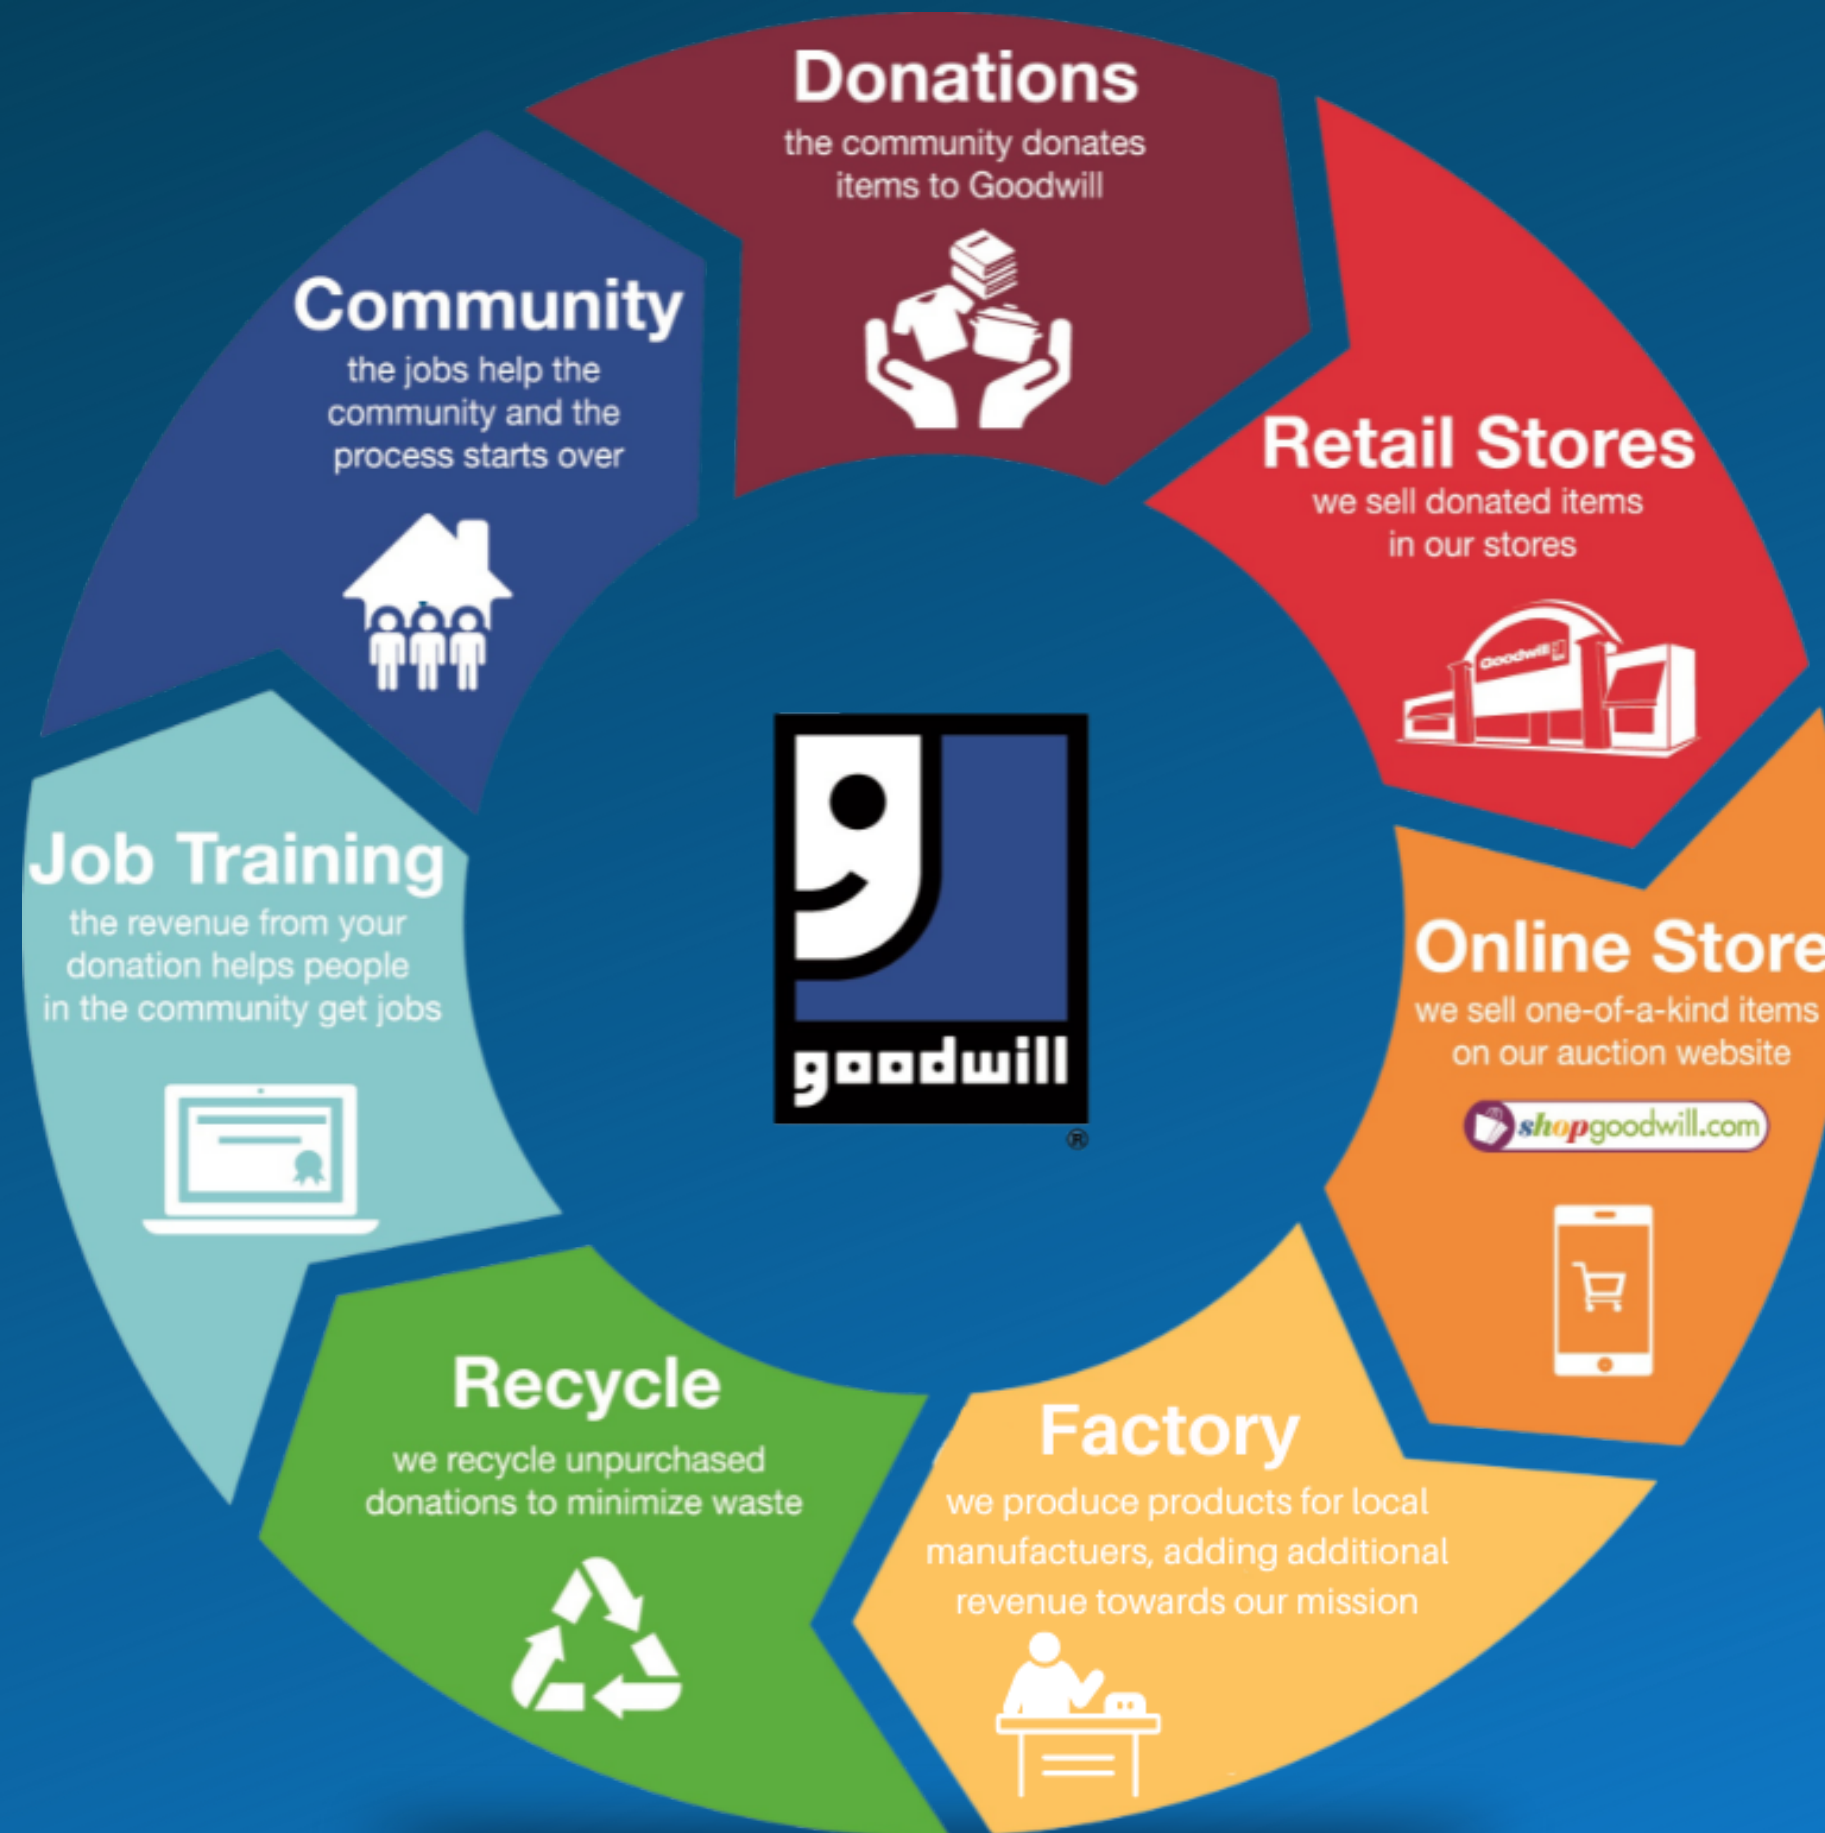 Donations
the community donates
items to Goodwill
Retail Stores
we sell donated items
in our stores
Goodwill
Online Store
we sell one-of-a-kind items
on our auction website
shopgoodwill.com
Factory
we produce products for local
manufactuers, adding additional
revenue towards our mission
Recycle
we recycle unpurchased
donations to minimize waste
Job Training
the revenue from your
donation helps people
in the community get jobs
Community
the jobs help the
community and the
process starts over
goodwill
®